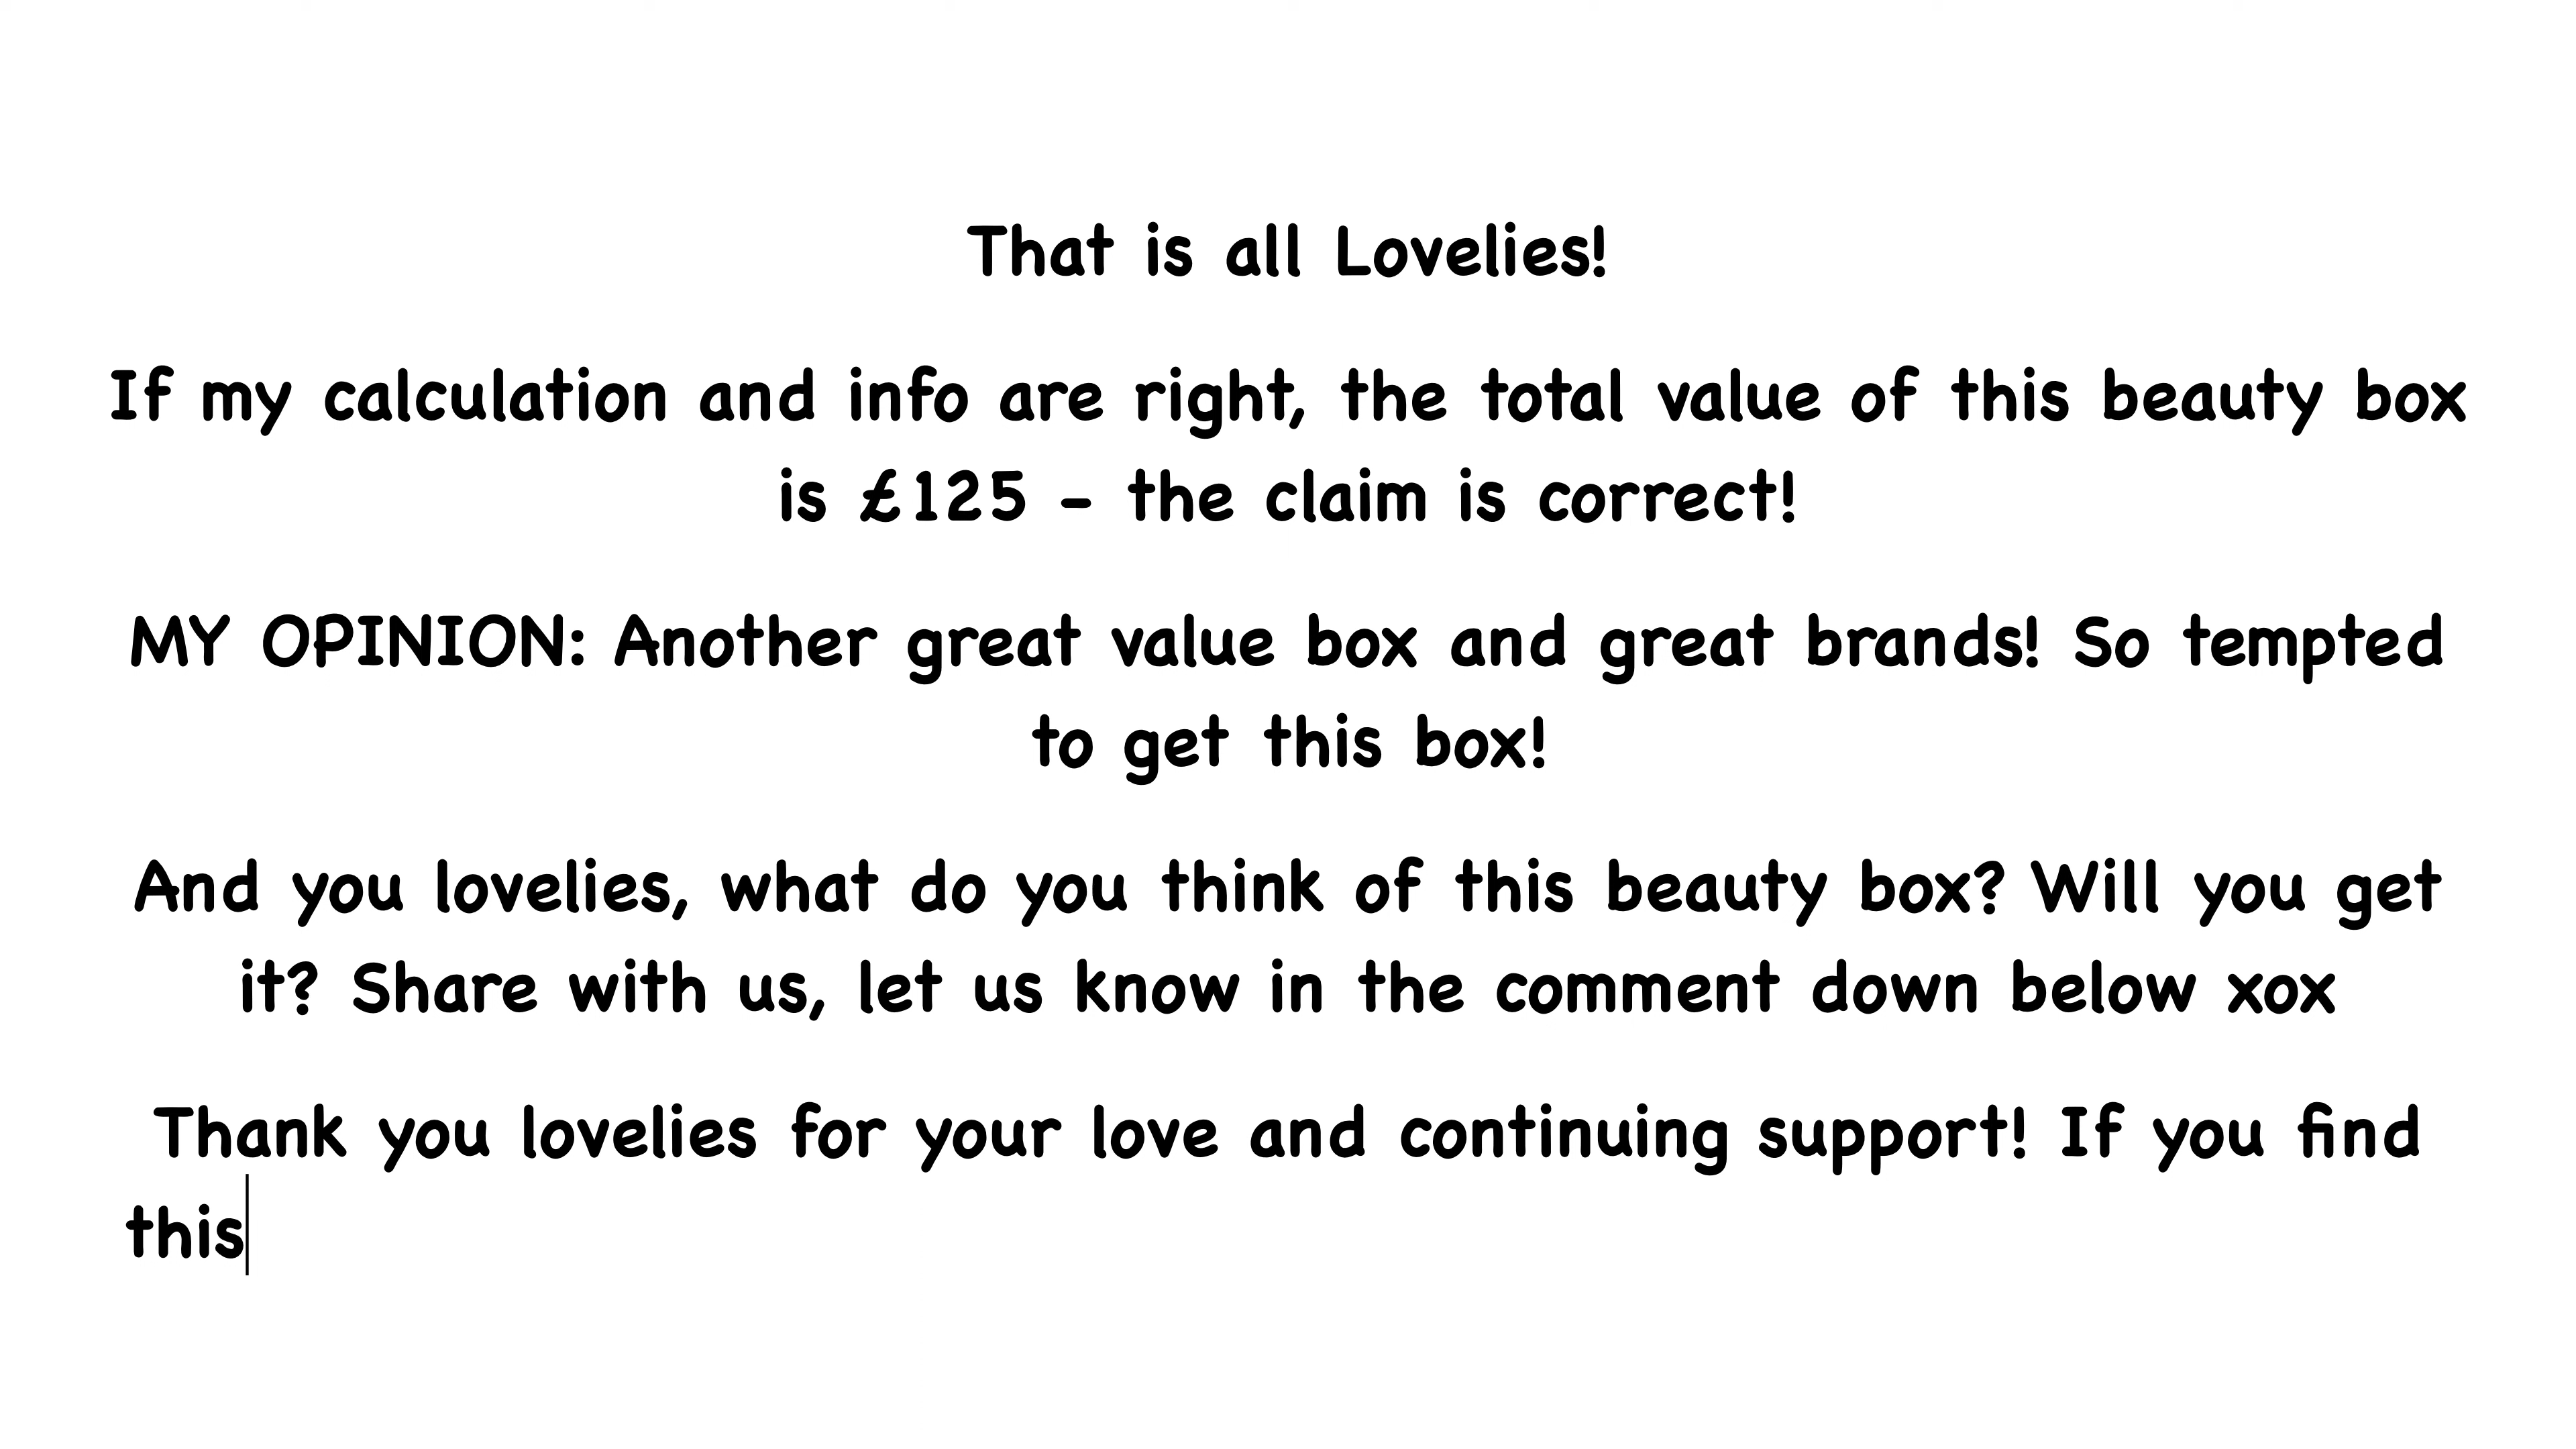 That is all Lovelies!
If my calculation and info are right, the total value of this beauty box
is £125 - the claim is correct!
MY OPINION: Another great value box and great brands! So tempted
to get this box!
And you lovelies, what do you think of this beauty box? Will you get
it? Share with us, let us know in the comment down below xox
Thank you lovelies for your love and continuing support! If you find
this